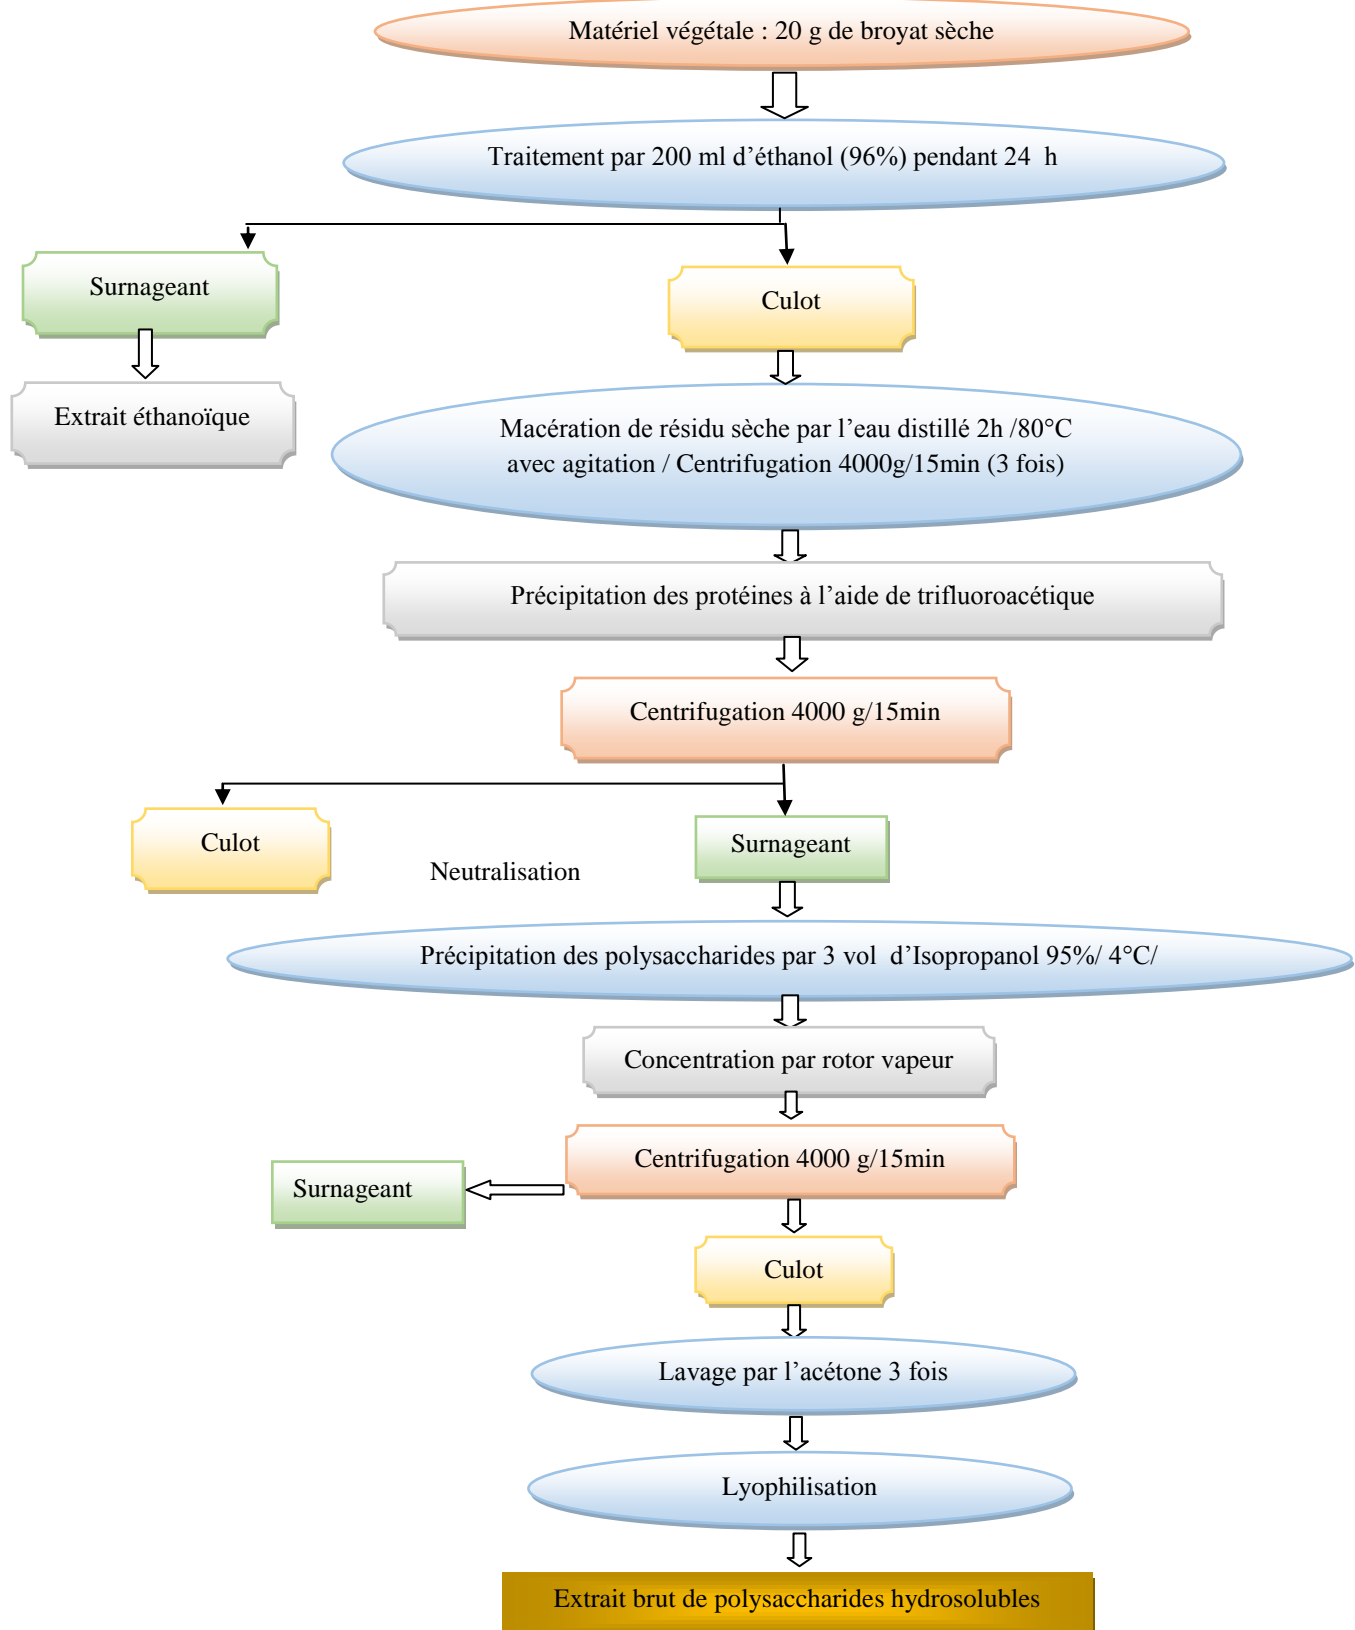 Matériel végétale : 20 g de broyat sèche
Traitement par 200 ml d’éthanol (96%) pendant 24 h
Surnageant
Culot
Extrait éthanoïque
Macération de résidu sèche par l’eau distillé 2h /80°C
avec agitation / Centrifugation 4000g/15min (3 fois)
Précipitation des protéines à l’aide de trifluoroacétique
Centrifugation 4000 g/15min
Culot
Surnageant
Neutralisation
Précipitation des polysaccharides par 3 vol d’Isopropanol 95%/ 4°C/
Concentration par rotor vapeur
Centrifugation 4000 g/15min
Surnageant
Culot
Lavage par l’acétone 3 fois
Lyophilisation
Extrait brut de polysaccharides hydrosolubles